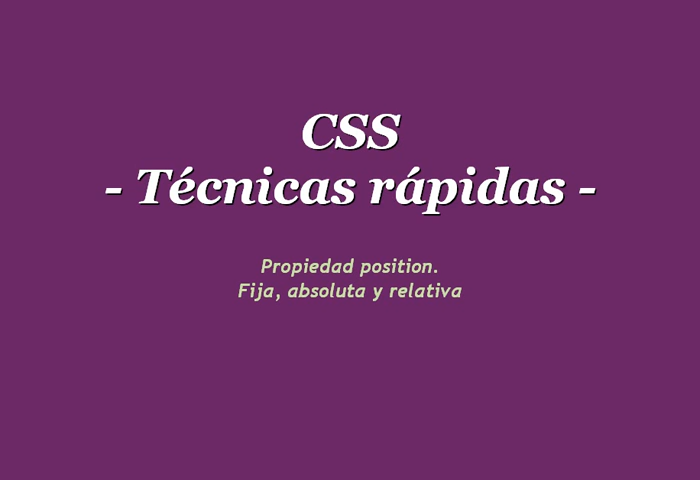 CSS
- Técnicas rápidas -
Propiedad position.
Fija, absoluta y relativa